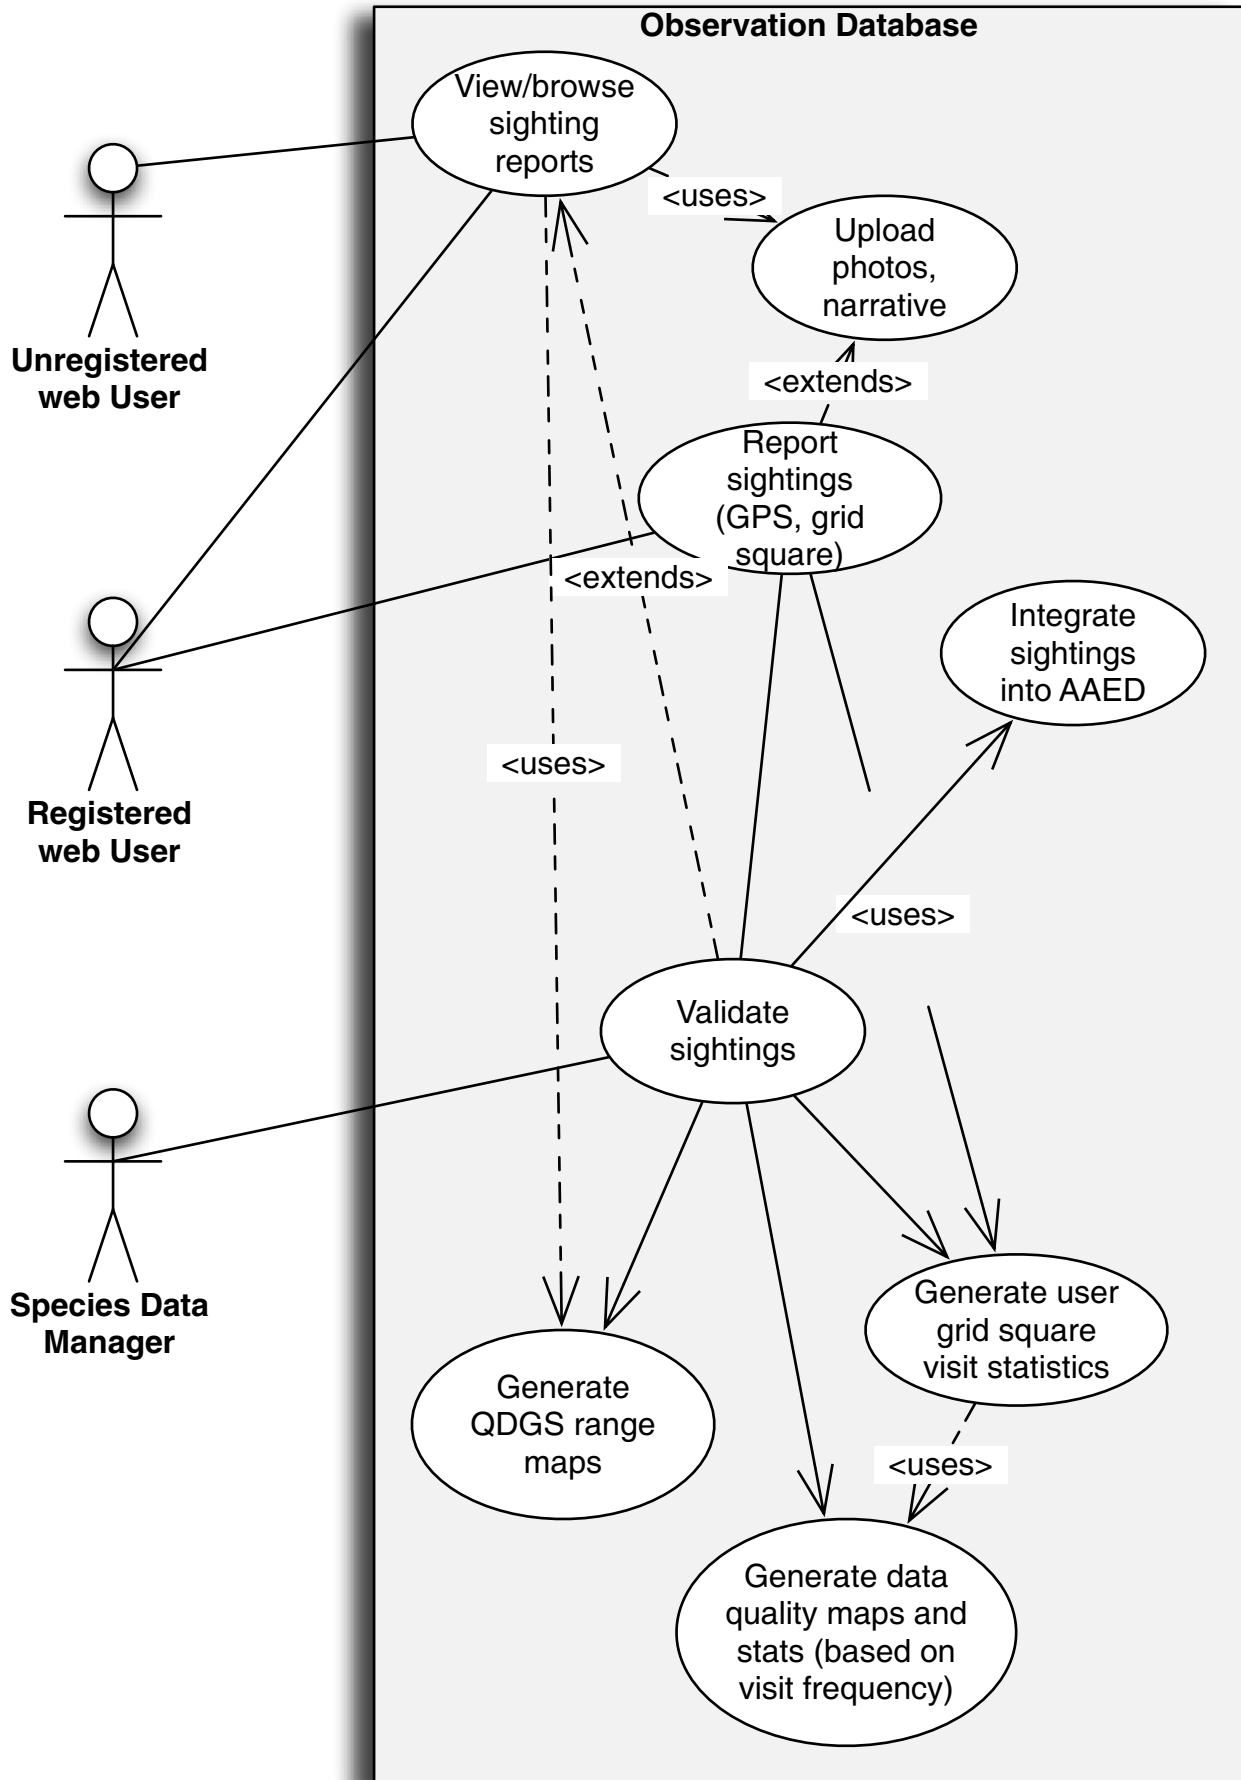 Observation Database
View/browse
sighting
reports
<uses>
Upload
photos,
narrative
Unregistered
web User
<extends>
Report
sightings
(GPS, grid
square)
<extends>
Integrate
sightings
into AAED
<uses>
Registered
web User
<uses>
Validate
sightings
Species Data
Manager
Generate user
grid square
visit statistics
Generate
QDGS range
maps
<uses>
Generate data
quality maps and
stats (based on
visit frequency)